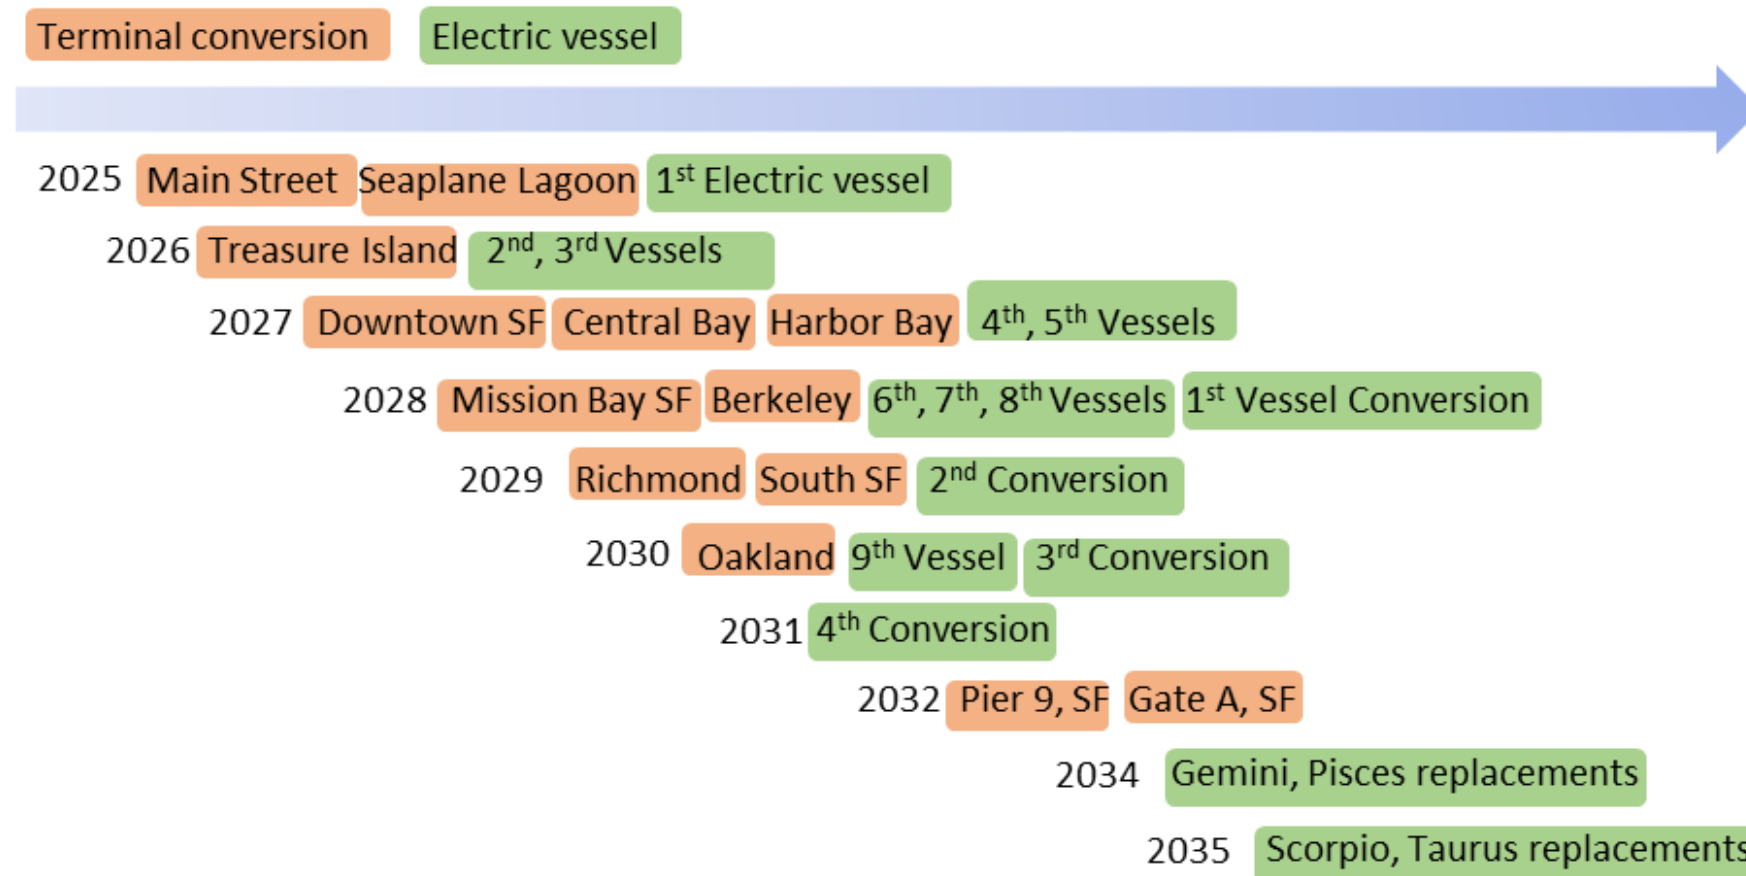 Terminal conversion Electric vessel
2025 Main Street Seaplane Lagoon 1st Electric vessel
2026 Treasure Island 2nd, 3rd Vessels
2027 Downtown SF Central Bay Harbor Bay 4th, 5th Vessels
2028 Mission Bay SF Berkeley 6th, 7th, 8th Vessels 1st Vessel Conversion
2029 Richmond South SF 2nd Conversion
2030 Oakland 9th Vessel 3rd Conversion
2031 4th Conversion
2032 Pier 9, SF Gate A, SF
2034 Gemini, Pisces replacements
2035 Scorpio, Taurus replacements